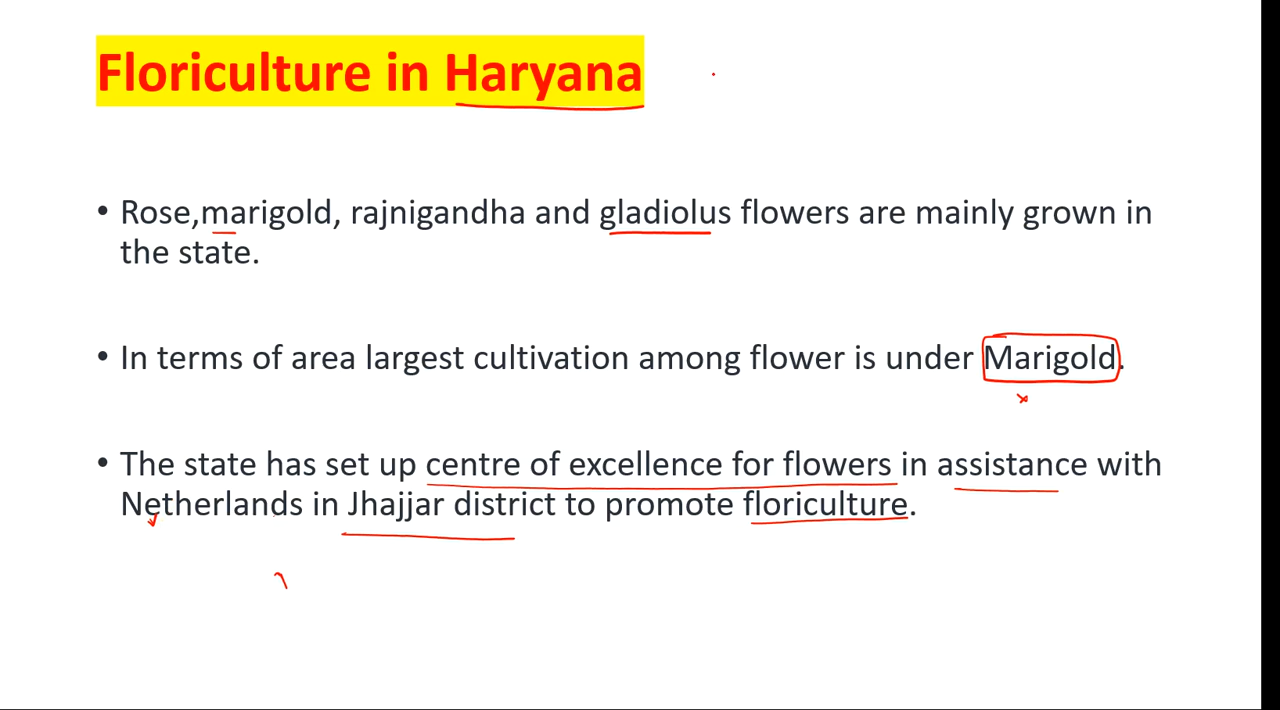 Floriculture in Haryana
• Rose,marigold, rajnigandha and gladiolus flowers are mainly grown in
the state.
• In terms of area largest cultivation among flower is under Marigold.
• The state has set up centre of excellence for flowers in assistance with
Netherlands in Jhajjar district to promote floriculture.